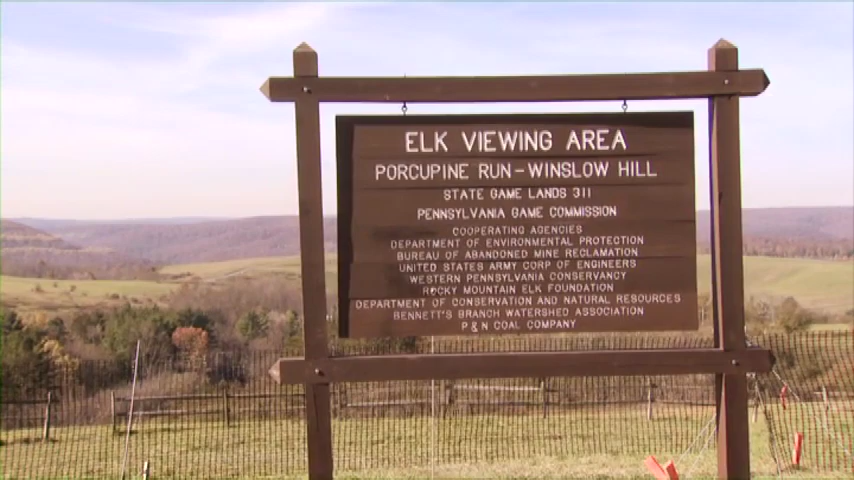 ELK VIEWING AREA
PORCUPINE RUN-WINSLOW HILL
STATE GAME LANDS 311
PENNSYLVANIA GAME COMMISSION
COOPERATING AGENCIES
DEPARTMENT OF ENVIRONMENTAL PROTECTION
BUREAU OF ABANDONED MINE RECLAMATION
UNITED STATES ARMY CORP OF ENGINEERS
WESTERN PENNSYLVANIA CONSERVANCY
ROCKY MOUNTAIN ELK FOUNDATION
DEPARTMENT OF CONSERVATION AND NATURAL RESOURCES
BENNETT'S BRANCH WATERSHED ASSOCIATION
P & N COAL COMPANY